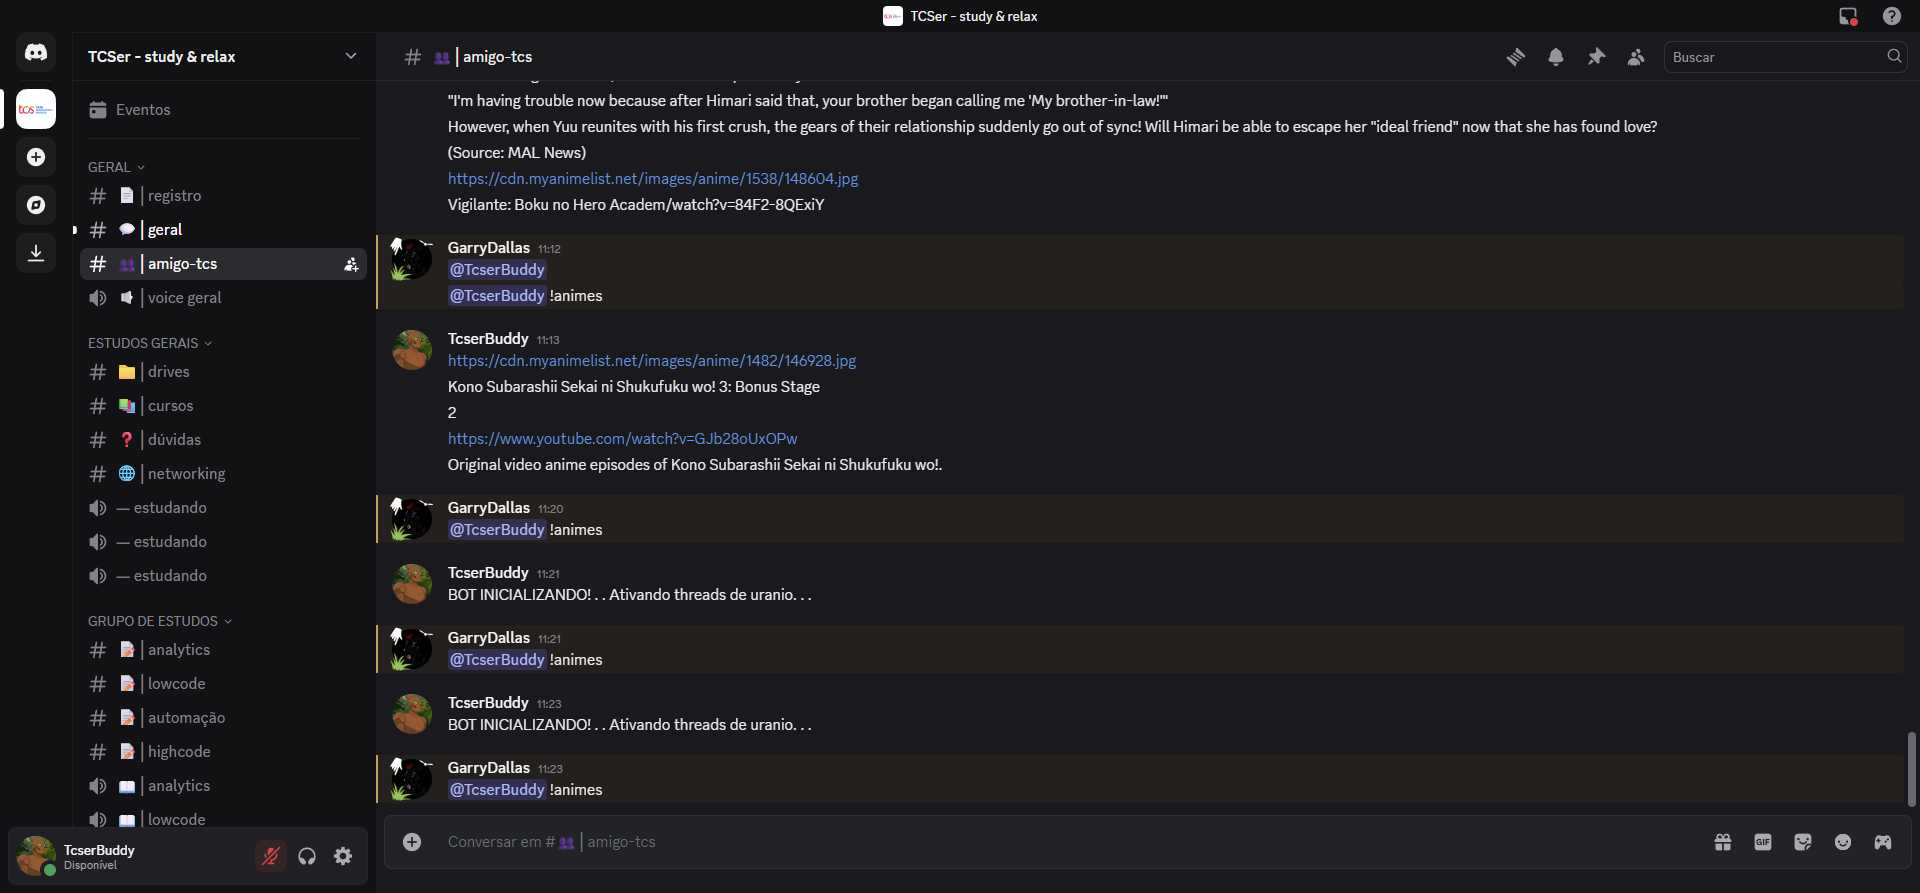 TCSer - study & relax
TCSer - study & relax
Eventos
GERAL
registro
geral
amigo-tcs
voice geral
ESTUDOS GERAIS
drives
cursos
dúvidas
networking
— estudando
— estudando
— estudando
GRUPO DE ESTUDOS
analytics
lowcode
automação
highcode
analytics
lowcode
TcserBuddy
Disponível
amigo-tcs
Buscar
"I'm having trouble now because after Himari said that, your brother began calling me 'My brother-in-law!'"
However, when Yuu reunites with his first crush, the gears of their relationship suddenly go out of sync! Will Himari be able to escape her "ideal friend" now that she has found love?
(Source: MAL News)
https://cdn.myanimelist.net/images/anime/1538/148604.jpg
Vigilante: Boku no Hero Academ/watch?v=84F2-8QExiY
GarryDallas 11:12
@TcserBuddy
@TcserBuddy !animes
TcserBuddy 11:13
https://cdn.myanimelist.net/images/anime/1482/146928.jpg
Kono Subarashii Sekai ni Shukufuku wo! 3: Bonus Stage
2
https://www.youtube.com/watch?v=GJb28oUxOPw
Original video anime episodes of Kono Subarashii Sekai ni Shukufuku wo!.
GarryDallas 11:20
@TcserBuddy !animes
TcserBuddy 11:21
BOT INICIALIZANDO! . . Ativando threads de uranio. . .
GarryDallas 11:21
@TcserBuddy !animes
TcserBuddy 11:23
BOT INICIALIZANDO! . . Ativando threads de uranio. . .
GarryDallas 11:23
@TcserBuddy !animes
Conversar em # 👥 | amigo-tcs
GIF